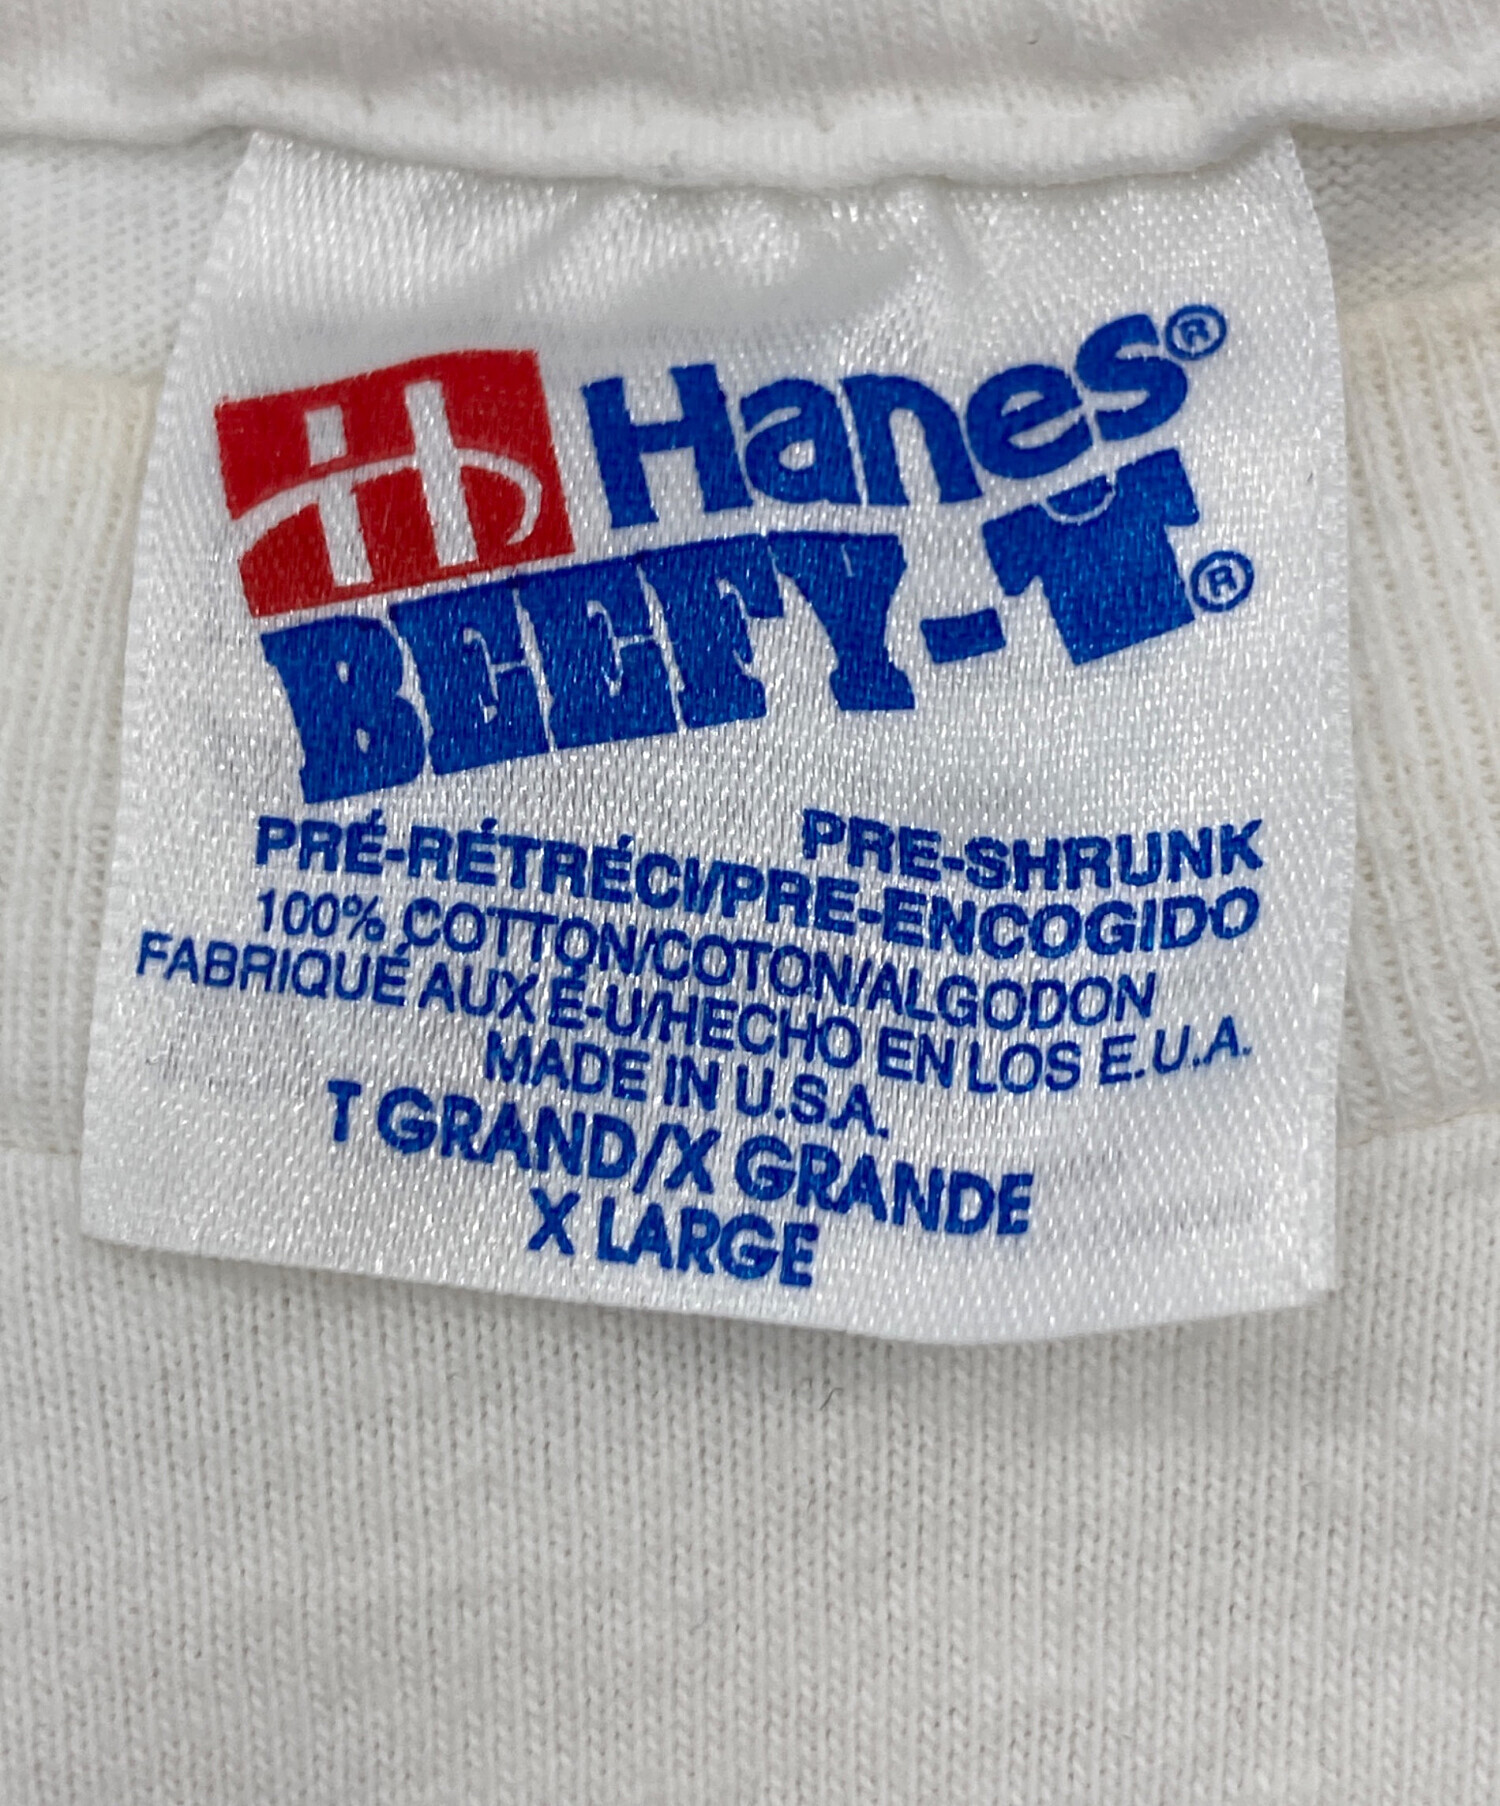 Hanes®
BEEFY-T®
PRE-SHRUNK
PRÉ-RÉTRÉCI/PRE-ENCOGIDO
100% COTTON/COTON/ALGODON
FABRIQUÉ AUX É-U/HECHO EN LOS E.U.A.
MADE IN U.S.A.
T GRAND/X GRANDE
X LARGE